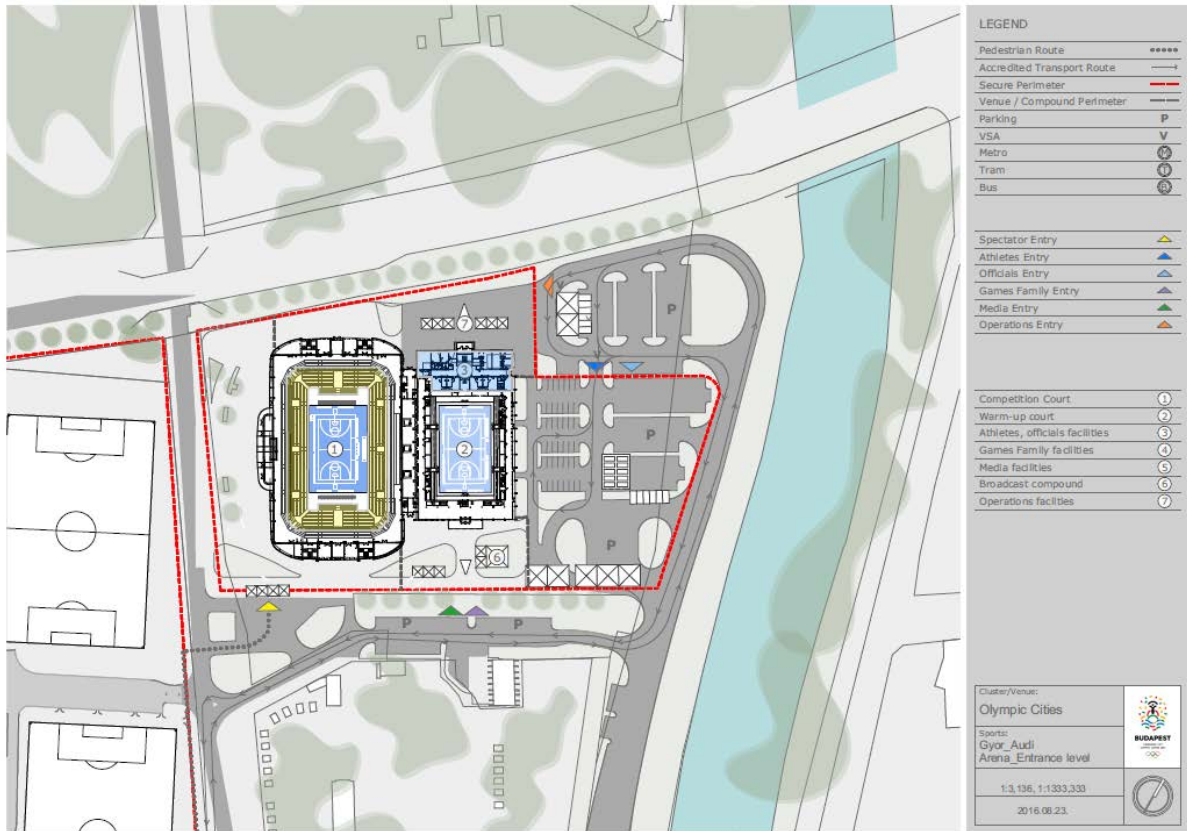 LEGEND
Pedestrian Route
Accredited Transport Route
Secure Perimeter
Venue / Compound Perimeter
Parking P
VSA V
Metro M
Tram T
Bus B
Spectator Entry
Athletes Entry
Officials Entry
Games Family Entry
Media Entry
Operations Entry
Competition Court 1
Warm-up court 2
Athletes, officials facilities 3
Games Family facilities 4
Media facilities 5
Broadcast compound 6
Operations facilties 7
Cluster/Venue:
Olympic Cities
Sports:
Gyor_Audi
Arena_Entrance level
1:3,136, 1:1333,333
2016.08.23.
BUDAPEST
V
P
7
3
1
2
P
P
6
P
P